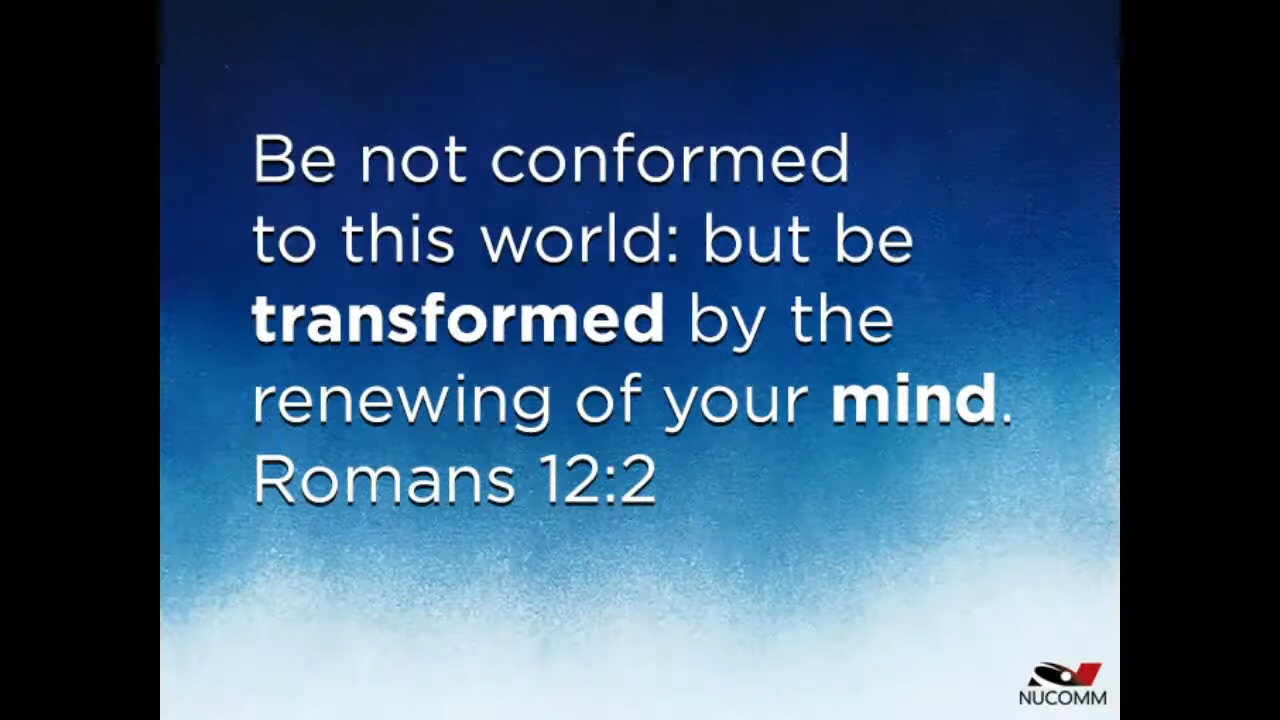 Be not conformed
to this world: but be
transformed by the
renewing of your mind.
Romans 12:2
NUCOMM